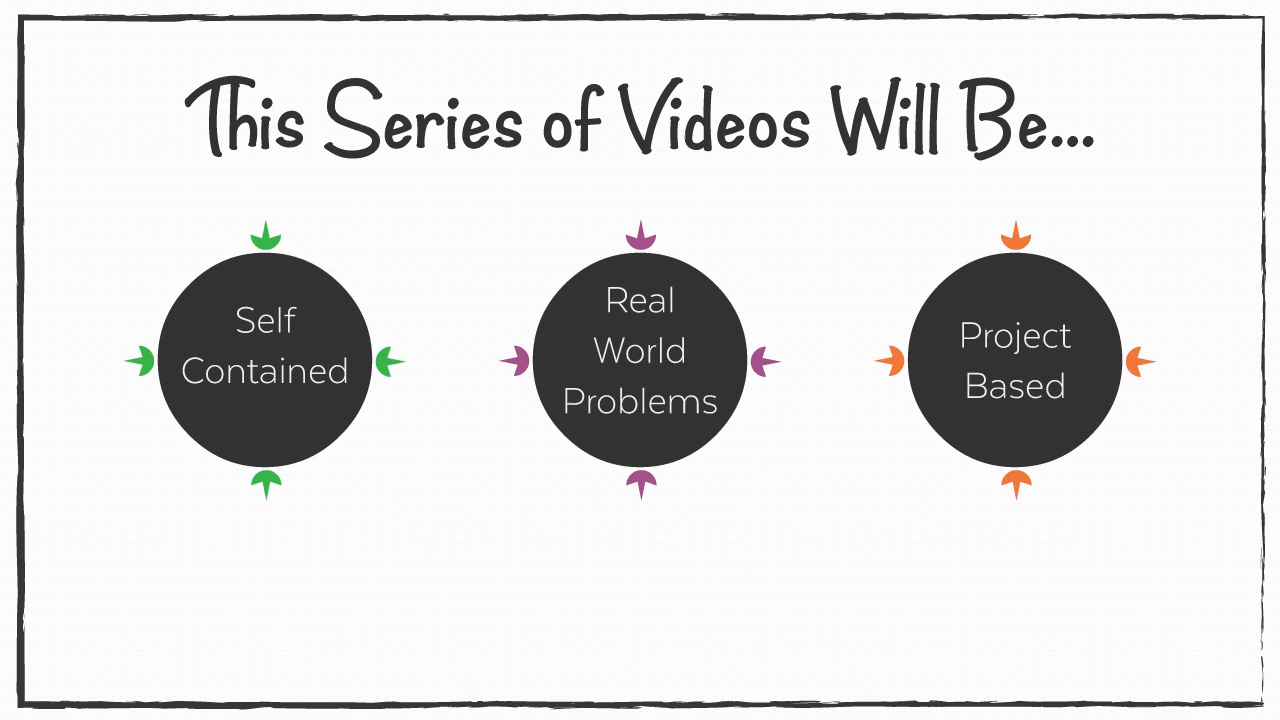 This Series of Videos Will Be...
Self
Contained
Real
World
Problems
Project
Based